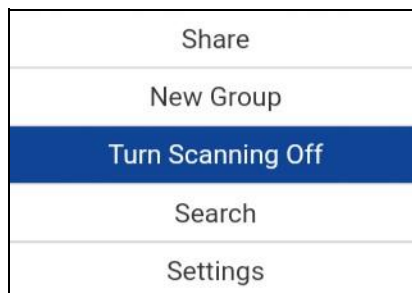 Share
New Group
Turn Scanning Off
Search
Settings